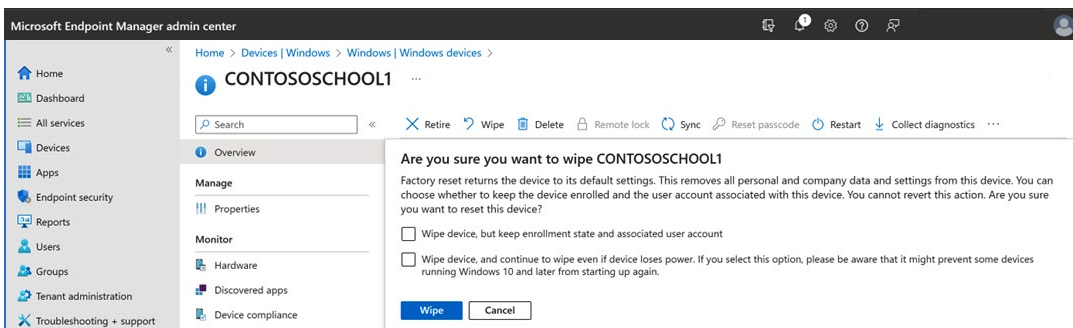 Microsoft Endpoint Manager admin center
1
«
Home > Devices | Windows > Windows | Windows devices >
Home
CONTOSOSCHOOL1 ...
Dashboard
All services
Search «
Retire Wipe Delete Remote lock Sync Reset passcode Restart Collect diagnostics ...
Devices
Overview
Apps
Endpoint security
Reports
Users
Groups
Tenant administration
Troubleshooting + support
Manage
Properties
Monitor
Hardware
Discovered apps
Device compliance
Are you sure you want to wipe CONTOSOSCHOOL1
Factory reset returns the device to its default settings. This removes all personal and company data and settings from this device. You can
choose whether to keep the device enrolled and the user account associated with this device. You cannot revert this action. Are you sure
you want to reset this device?
Wipe device, but keep enrollment state and associated user account
Wipe device, and continue to wipe even if device loses power. If you select this option, please be aware that it might prevent some devices
running Windows 10 and later from starting up again.
Wipe Cancel